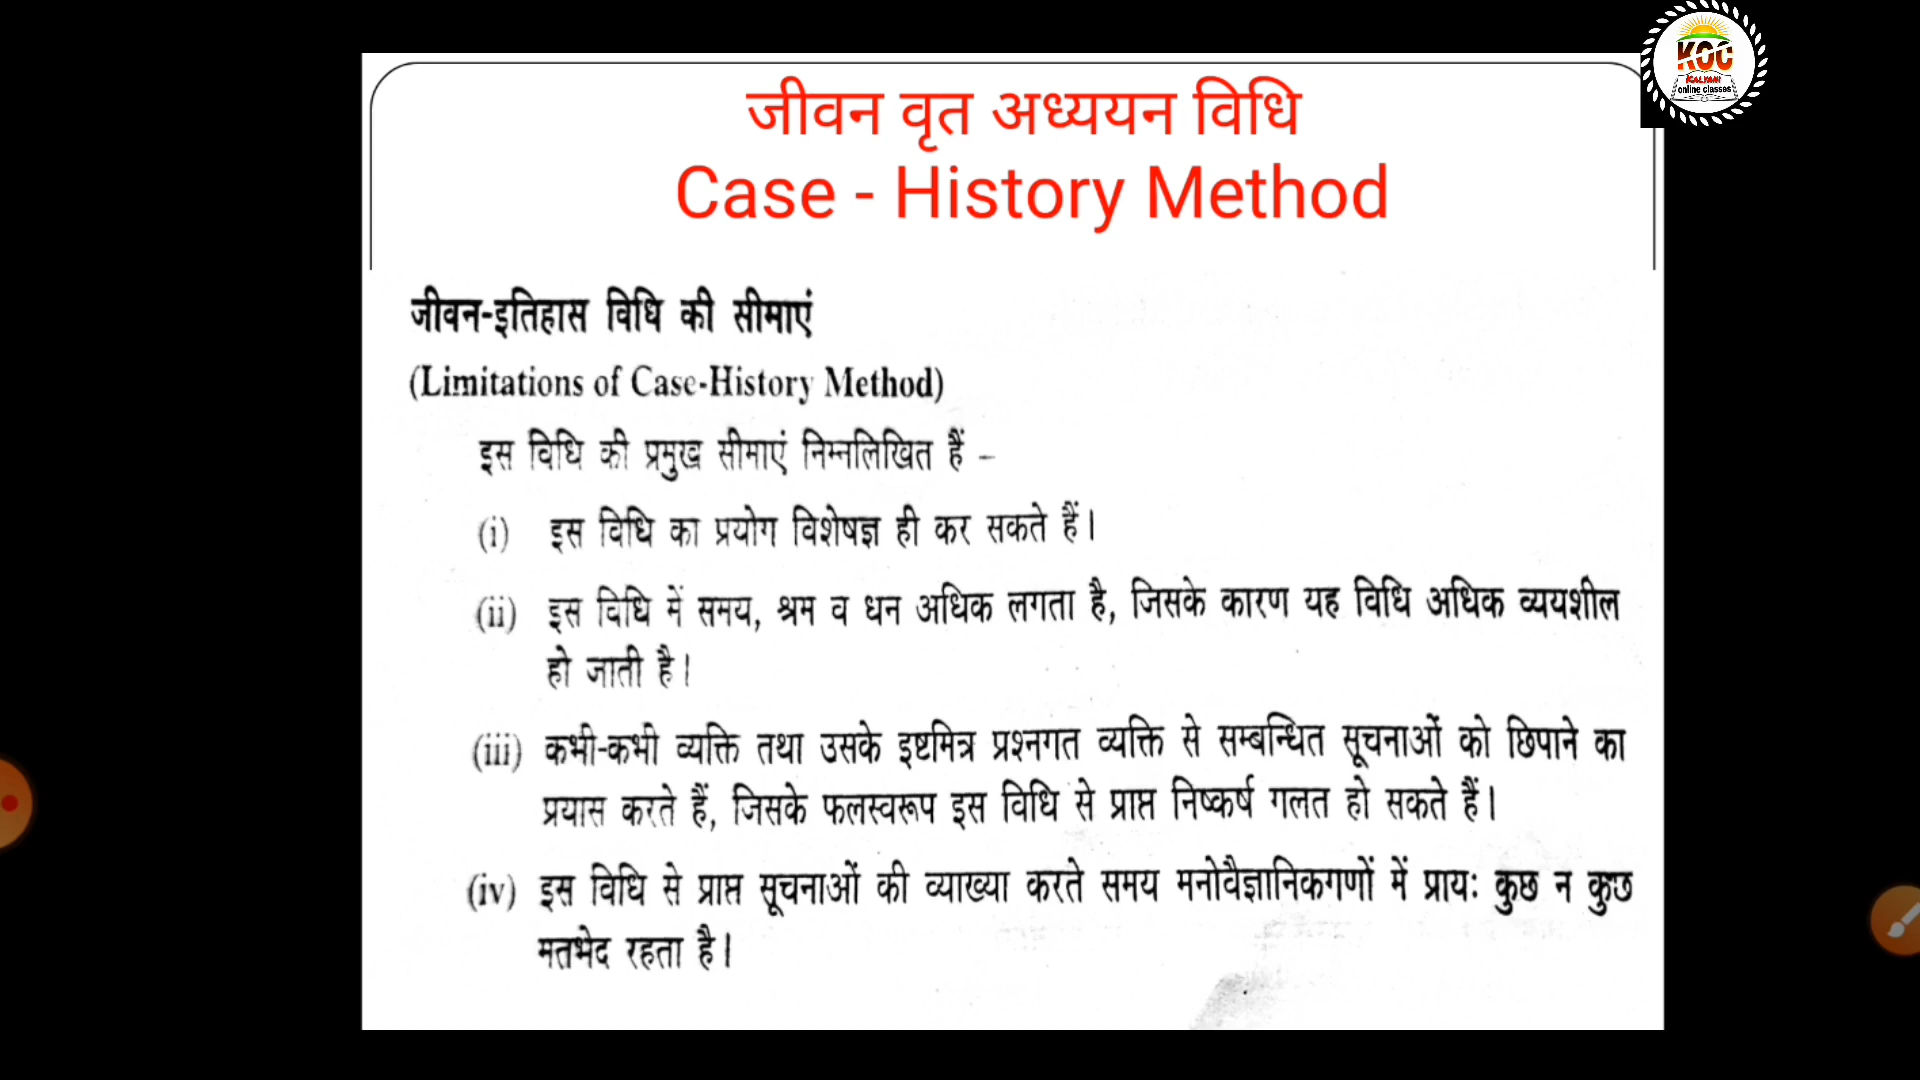 KOC
KALYANI
online classes
जीवन वृत अध्ययन विधि
Case - History Method
जीवन-इतिहास विधि की सीमाएं
(Limitations of Case-History Method)
इस विधि की प्रमुख सीमाएं निम्नलिखित हैं –
(i) इस विधि का प्रयोग विशेषज्ञ ही कर सकते हैं।
(ii) इस विधि में समय, श्रम व धन अधिक लगता है, जिसके कारण यह विधि अधिक व्ययशील
हो जाती है।
(iii) कभी-कभी व्यक्ति तथा उसके इष्टमित्र प्रश्नगत व्यक्ति से सम्बन्धित सूचनाओं को छिपाने का
प्रयास करते हैं, जिसके फलस्वरूप इस विधि से प्राप्त निष्कर्ष गलत हो सकते हैं।
(iv) इस विधि से प्राप्त सूचनाओं की व्याख्या करते समय मनोवैज्ञानिकगणों में प्रायः कुछ न कुछ
मतभेद रहता है।